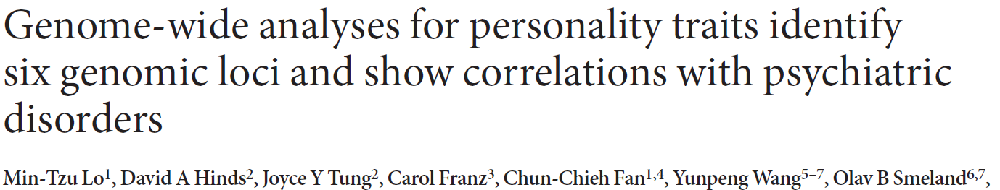 Genome-wide analyses for personality traits identify
six genomic loci and show correlations with psychiatric
disorders
Min-Tzu Lo1, David A Hinds2, Joyce Y Tung2, Carol Franz3, Chun-Chieh Fan1,4, Yunpeng Wang5–7, Olav B Smeland6,7,